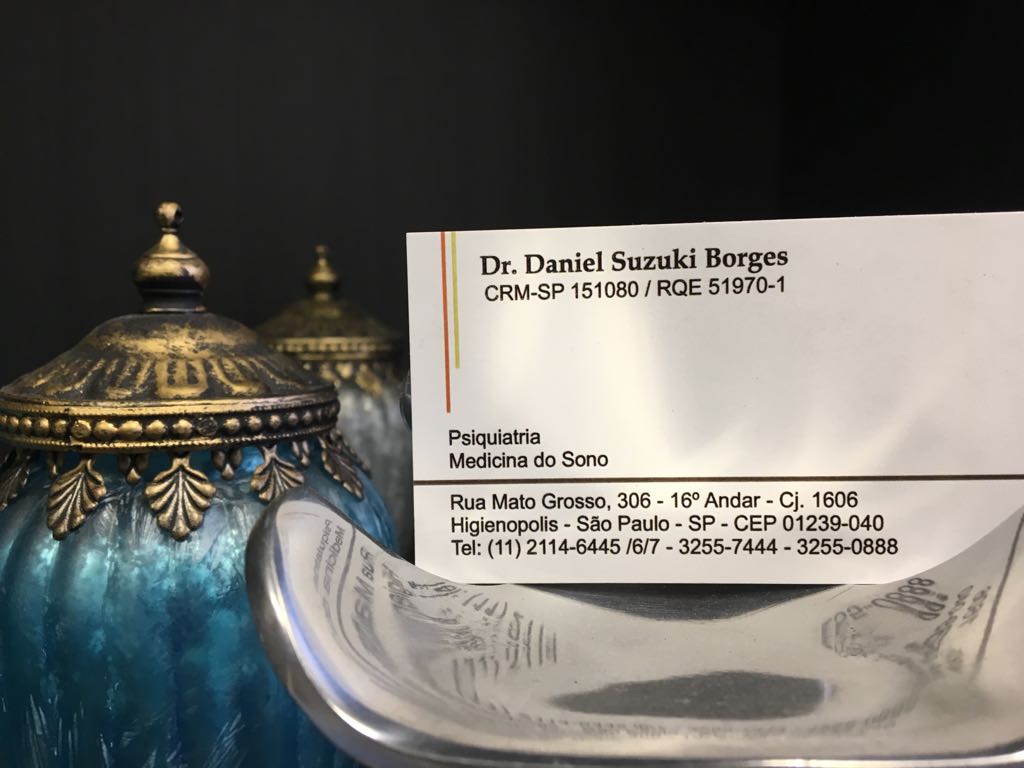 Dr. Daniel Suzuki Borges
CRM-SP 151080 / RQE 51970-1
Psiquiatria
Medicina do Sono
Rua Mato Grosso, 306 - 16º Andar - Cj. 1606
Higienopolis - São Paulo - SP - CEP 01239-040
Tel: (11) 2114-6445 /6/7 - 3255-7444 - 3255-0888